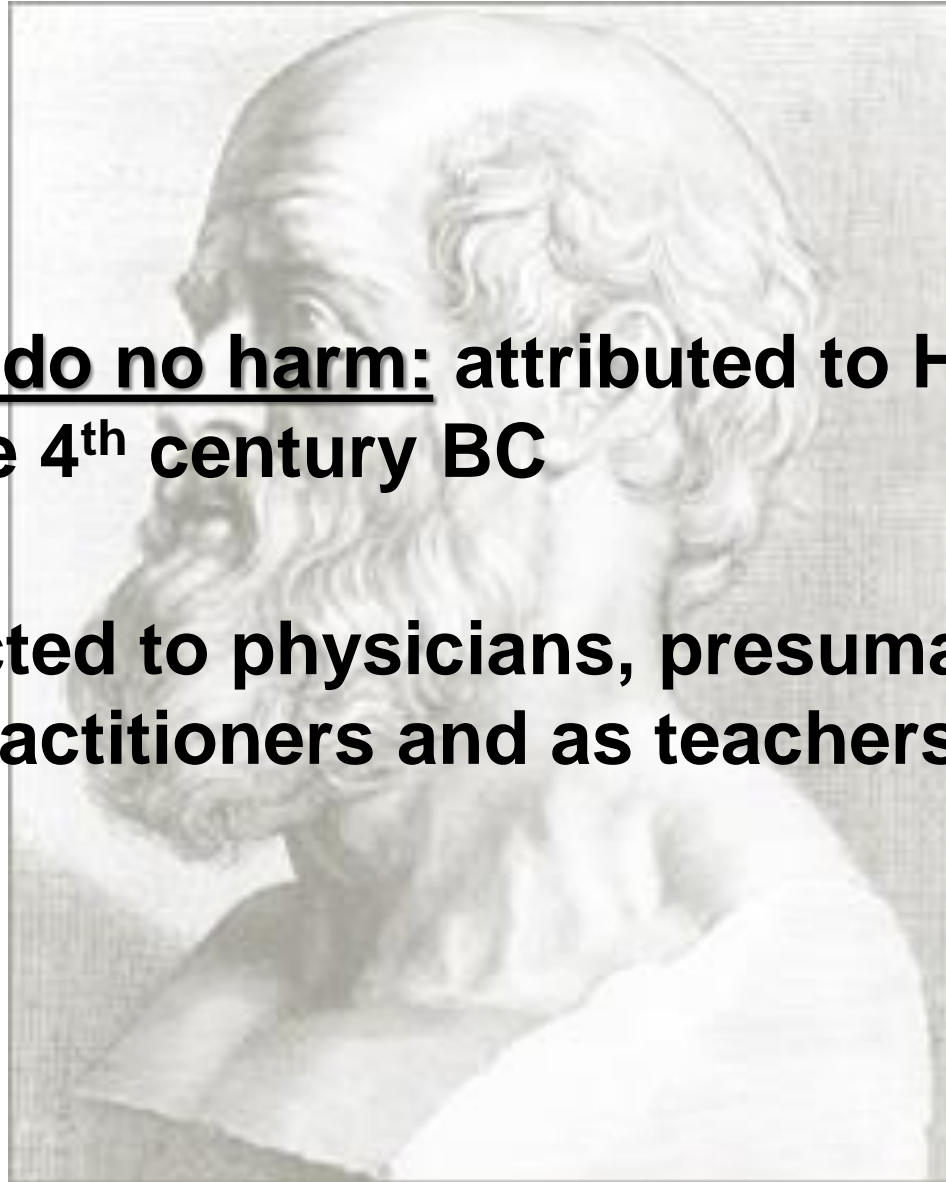 do no harm: attributed to H
e 4th century BC
cted to physicians, presuma
actitioners and as teachers